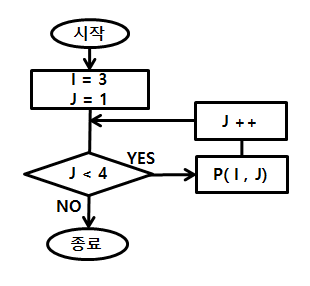 시작
I = 3
J = 1
J ++
J < 4
YES
P( I , J)
NO
종료